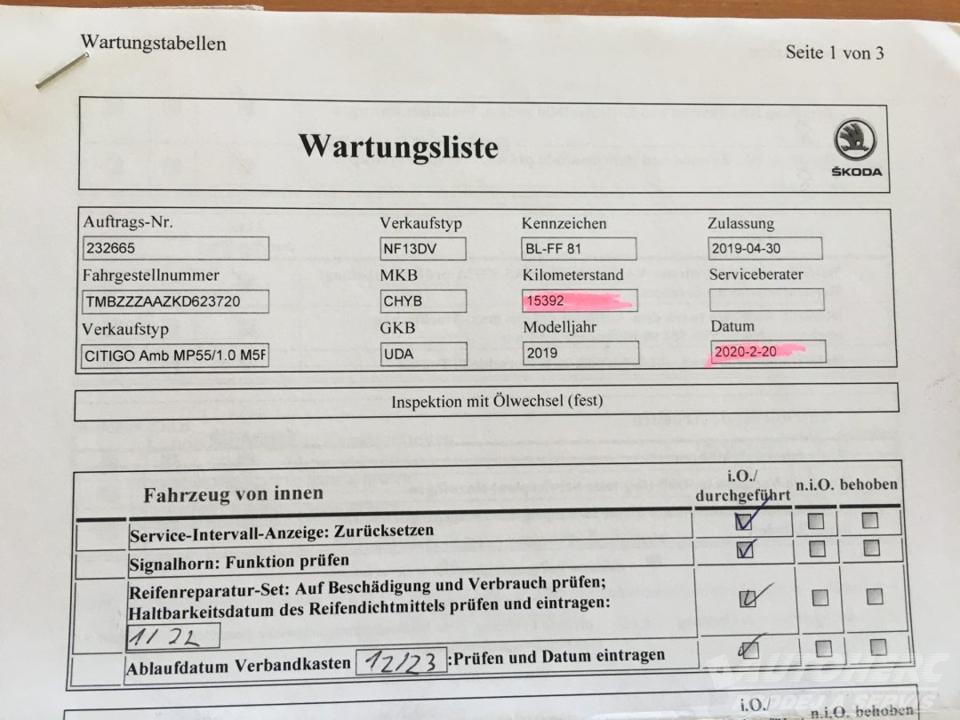 Wartungstabellen
Seite 1 von 3
Wartungsliste
ŠKODA
Auftrags-Nr. Verkaufstyp Kennzeichen Zulassung
232665 NF13DV BL-FF 81 2019-04-30
Fahrgestellnummer MKB Kilometerstand Serviceberater
TMBZZZAAZKD623720 CHYB 15392
Verkaufstyp GKB Modelljahr Datum
CITIGO Amb MP55/1.0 M5F UDA 2019 2020-2-20
Inspektion mit Ölwechsel (fest)
Fahrzeug von innen i.O./ durchgeführt n.i.O. behoben
Service-Intervall-Anzeige: Zurücksetzen
Signalhorn: Funktion prüfen
Reifenreparatur-Set: Auf Beschädigung und Verbrauch prüfen;
Haltbarkeitsdatum des Reifendichtmittels prüfen und eintragen:
11/22
Ablaufdatum Verbandkasten 12/23 :Prüfen und Datum eintragen
i.O./ n.i.O. behoben
AUTOHERC